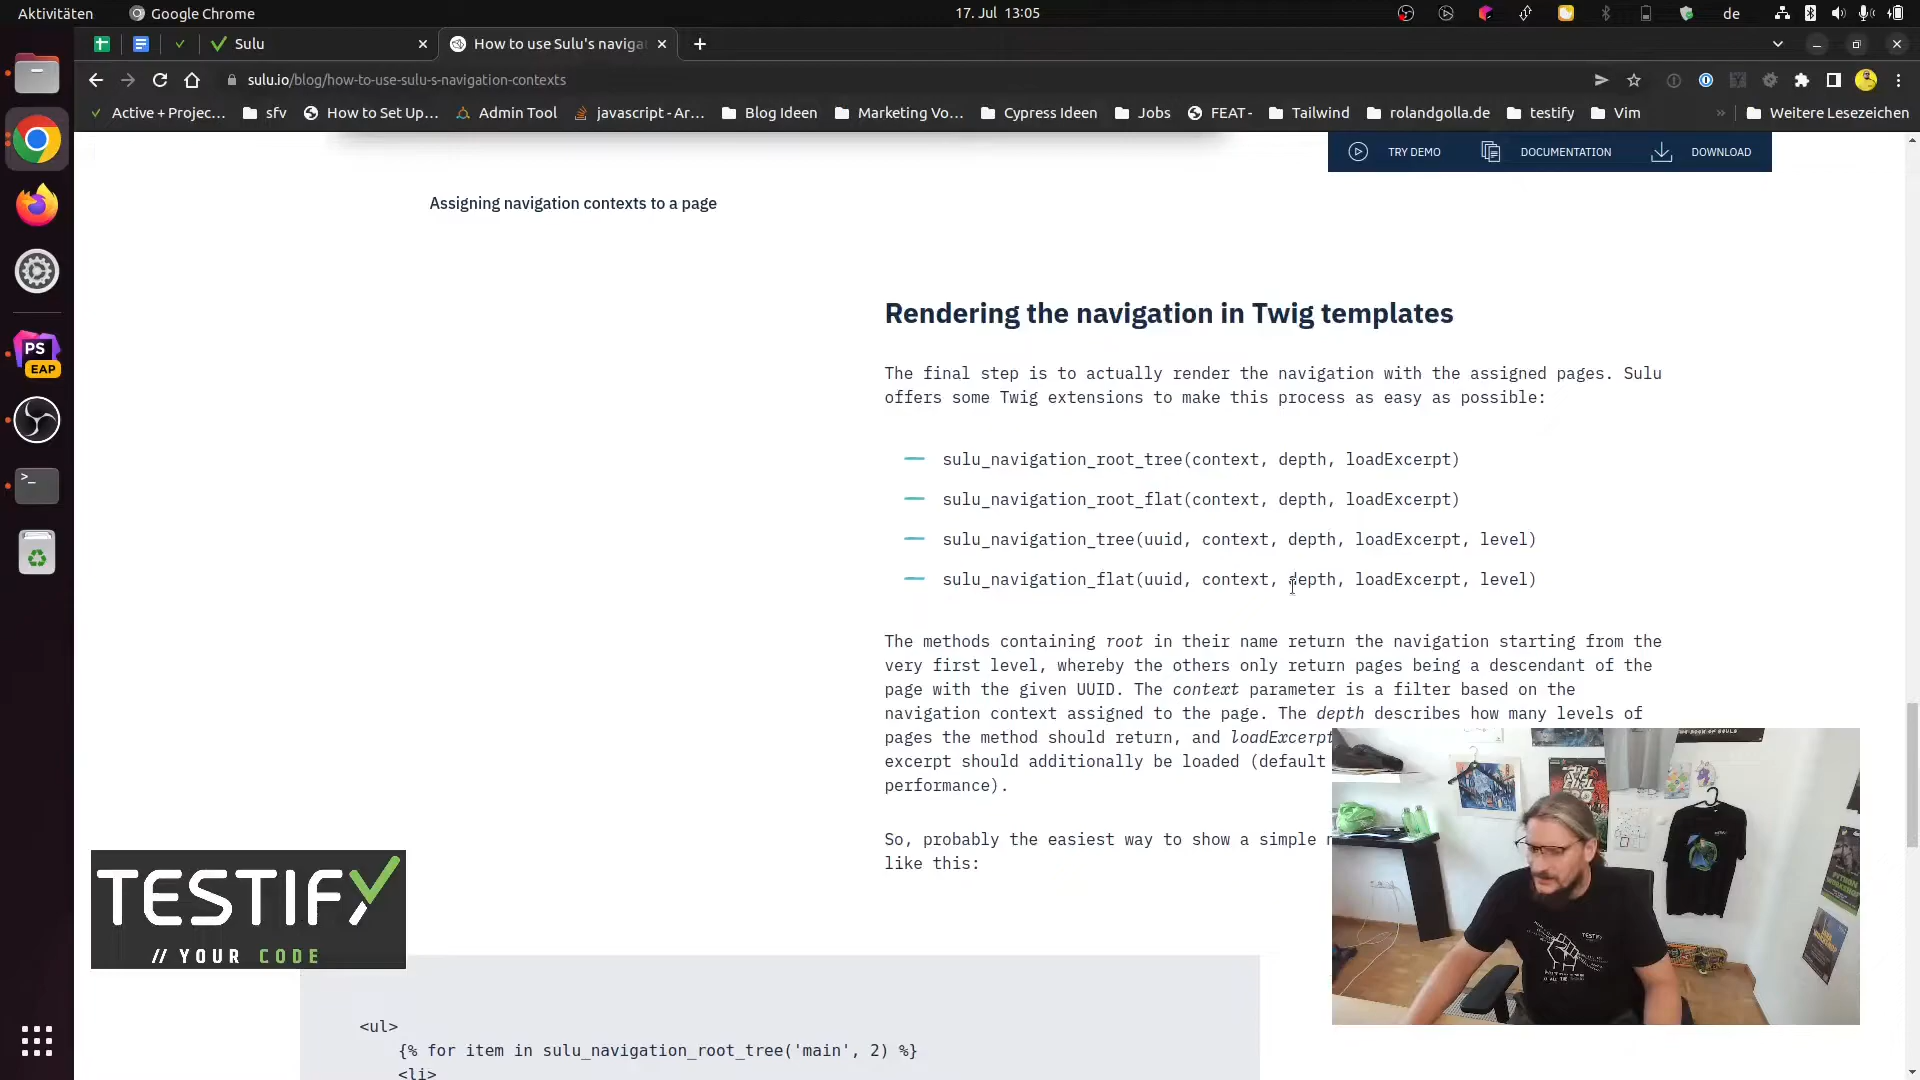 Aktivitäten
Google Chrome
17. Jul 13:05
de
Sulu
How to use Sulu's naviga
sulu.io/blog/how-to-use-sulu-s-navigation-contexts
Active + Projec...
sfv
How to Set Up...
Admin Tool
javascript - Ar...
Blog Ideen
Marketing Vo...
Cypress Ideen
Jobs
FEAT -
Tailwind
rolandgolla.de
testify
Vim
»
Weitere Lesezeichen
TRY DEMO
DOCUMENTATION
DOWNLOAD
Assigning navigation contexts to a page
Rendering the navigation in Twig templates
The final step is to actually render the navigation with the assigned pages. Sulu
offers some Twig extensions to make this process as easy as possible:
sulu_navigation_root_tree(context, depth, loadExcerpt)
sulu_navigation_root_flat(context, depth, loadExcerpt)
sulu_navigation_tree(uuid, context, depth, loadExcerpt, level)
sulu_navigation_flat(uuid, context, depth, loadExcerpt, level)
The methods containing root in their name return the navigation starting from the
very first level, whereby the others only return pages being a descendant of the
page with the given UUID. The context parameter is a filter based on the
navigation context assigned to the page. The depth describes how many levels of
pages the method should return, and loadExcerpt
excerpt should additionally be loaded (default
performance).
So, probably the easiest way to show a simple
like this:
<ul>
{% for item in sulu_navigation_root_tree('main', 2) %}
<li>
PS
EAP
>_
TESTIFY
// YOUR CODE
TESTIFY